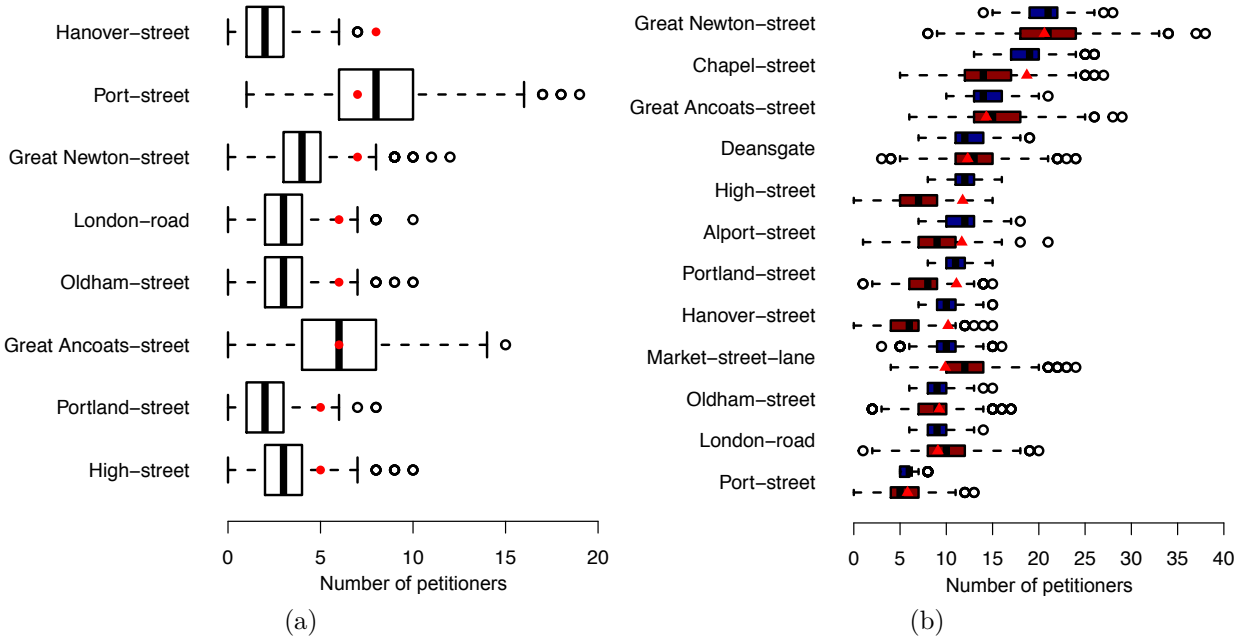 Hanover−street
Port−street
Great Newton−street
London−road
Oldham−street
Great Ancoats−street
Portland−street
High−street
0 5 10 15 20
Number of petitioners
(a)
Great Newton−street
Chapel−street
Great Ancoats−street
Deansgate
High−street
Alport−street
Portland−street
Hanover−street
Market−street−lane
Oldham−street
London−road
Port−street
0 5 10 15 20 25 30 35 40
Number of petitioners
(b)